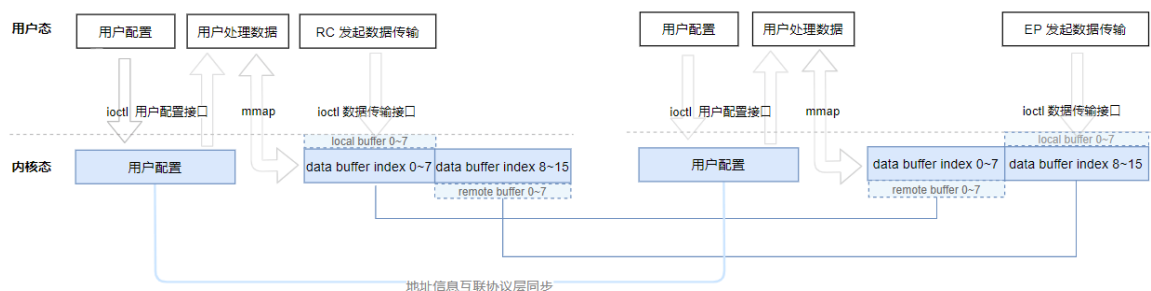 用户态
用户配置
用户处理数据
RC 发起数据传输
用户配置
用户处理数据
EP 发起数据传输
ioctl 用户配置接口
mmap
ioctl 数据传输接口
ioctl 用户配置接口
mmap
ioctl 数据传输接口
local buffer 0~7
local buffer 0~7
内核态
用户配置
data buffer index 0~7
data buffer index 8~15
用户配置
data buffer index 0~7
data buffer index 8~15
remote buffer 0~7
remote buffer 0~7
地址信息互联协议层同步